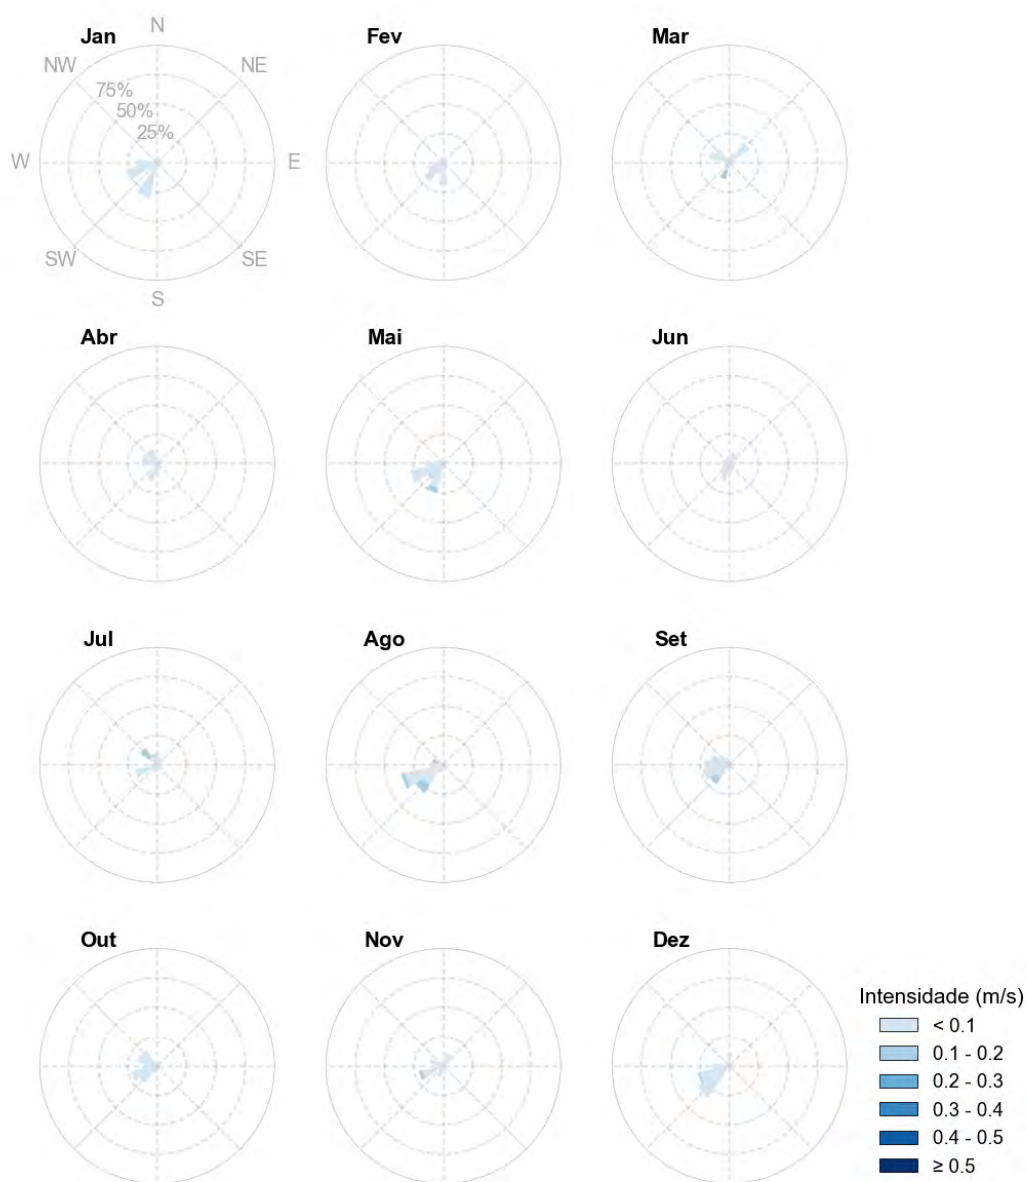 Jan
N
Fev
Mar
NW
NE
75%
50%
25%
W
E
SW
SE
S
Abr
Mai
Jun
Jul
Ago
Set
Out
Nov
Dez
Intensidade (m/s)
< 0.1
0.1 - 0.2
0.2 - 0.3
0.3 - 0.4
0.4 - 0.5
≥ 0.5